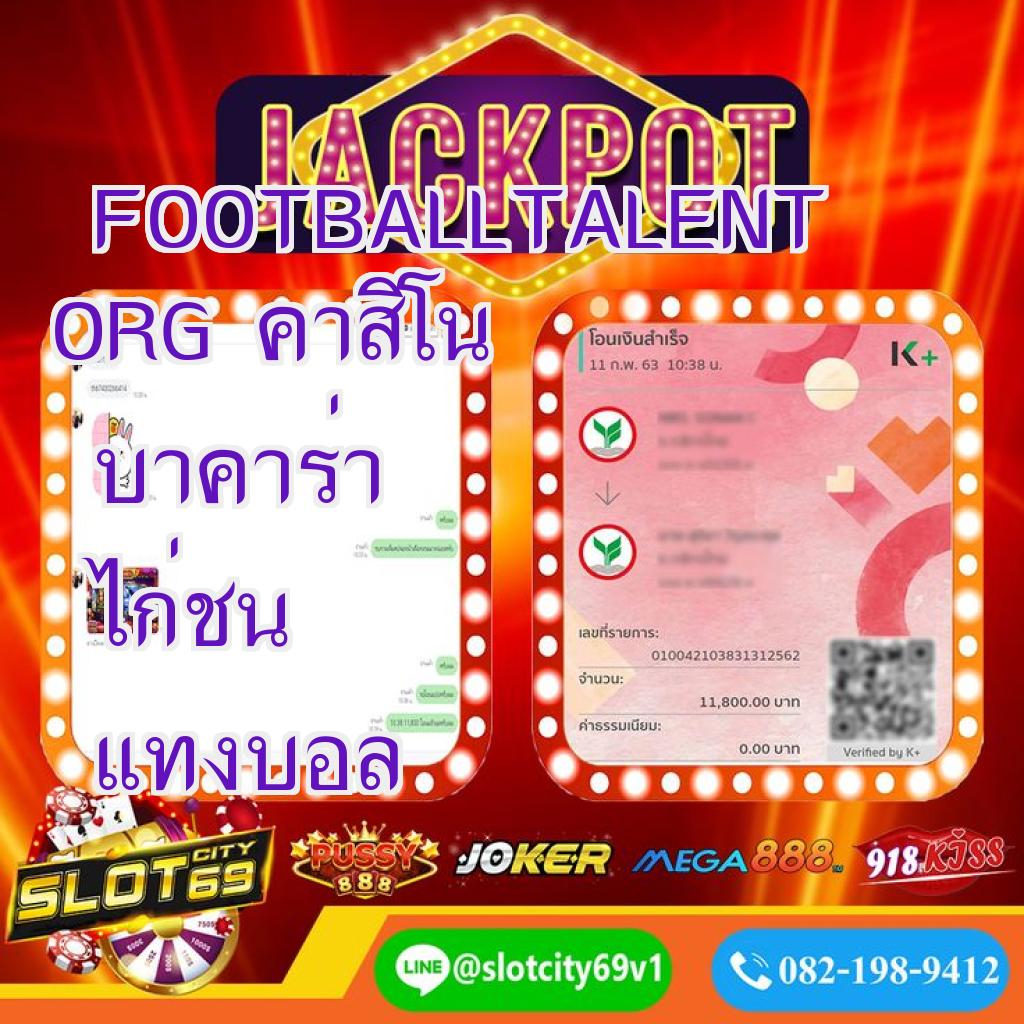 JACKPOT
FOOTBALLTALENT
ORG คาสิโน
บาคาร่า
ไก่ชน
แทงบอล
โอนเงินสำเร็จ
11 ก.พ. 63 10:38 น.
K+
เลขที่รายการ:
010042103831312562
จำนวน:
11,800.00 บาท
ค่าธรรมเนียม:
0.00 บาท
Verified by K+
SLOT CITY 69
PUSSY 888
JOKER
MEGA888
918KISS
LINE @slotcity69v1
082-198-9412